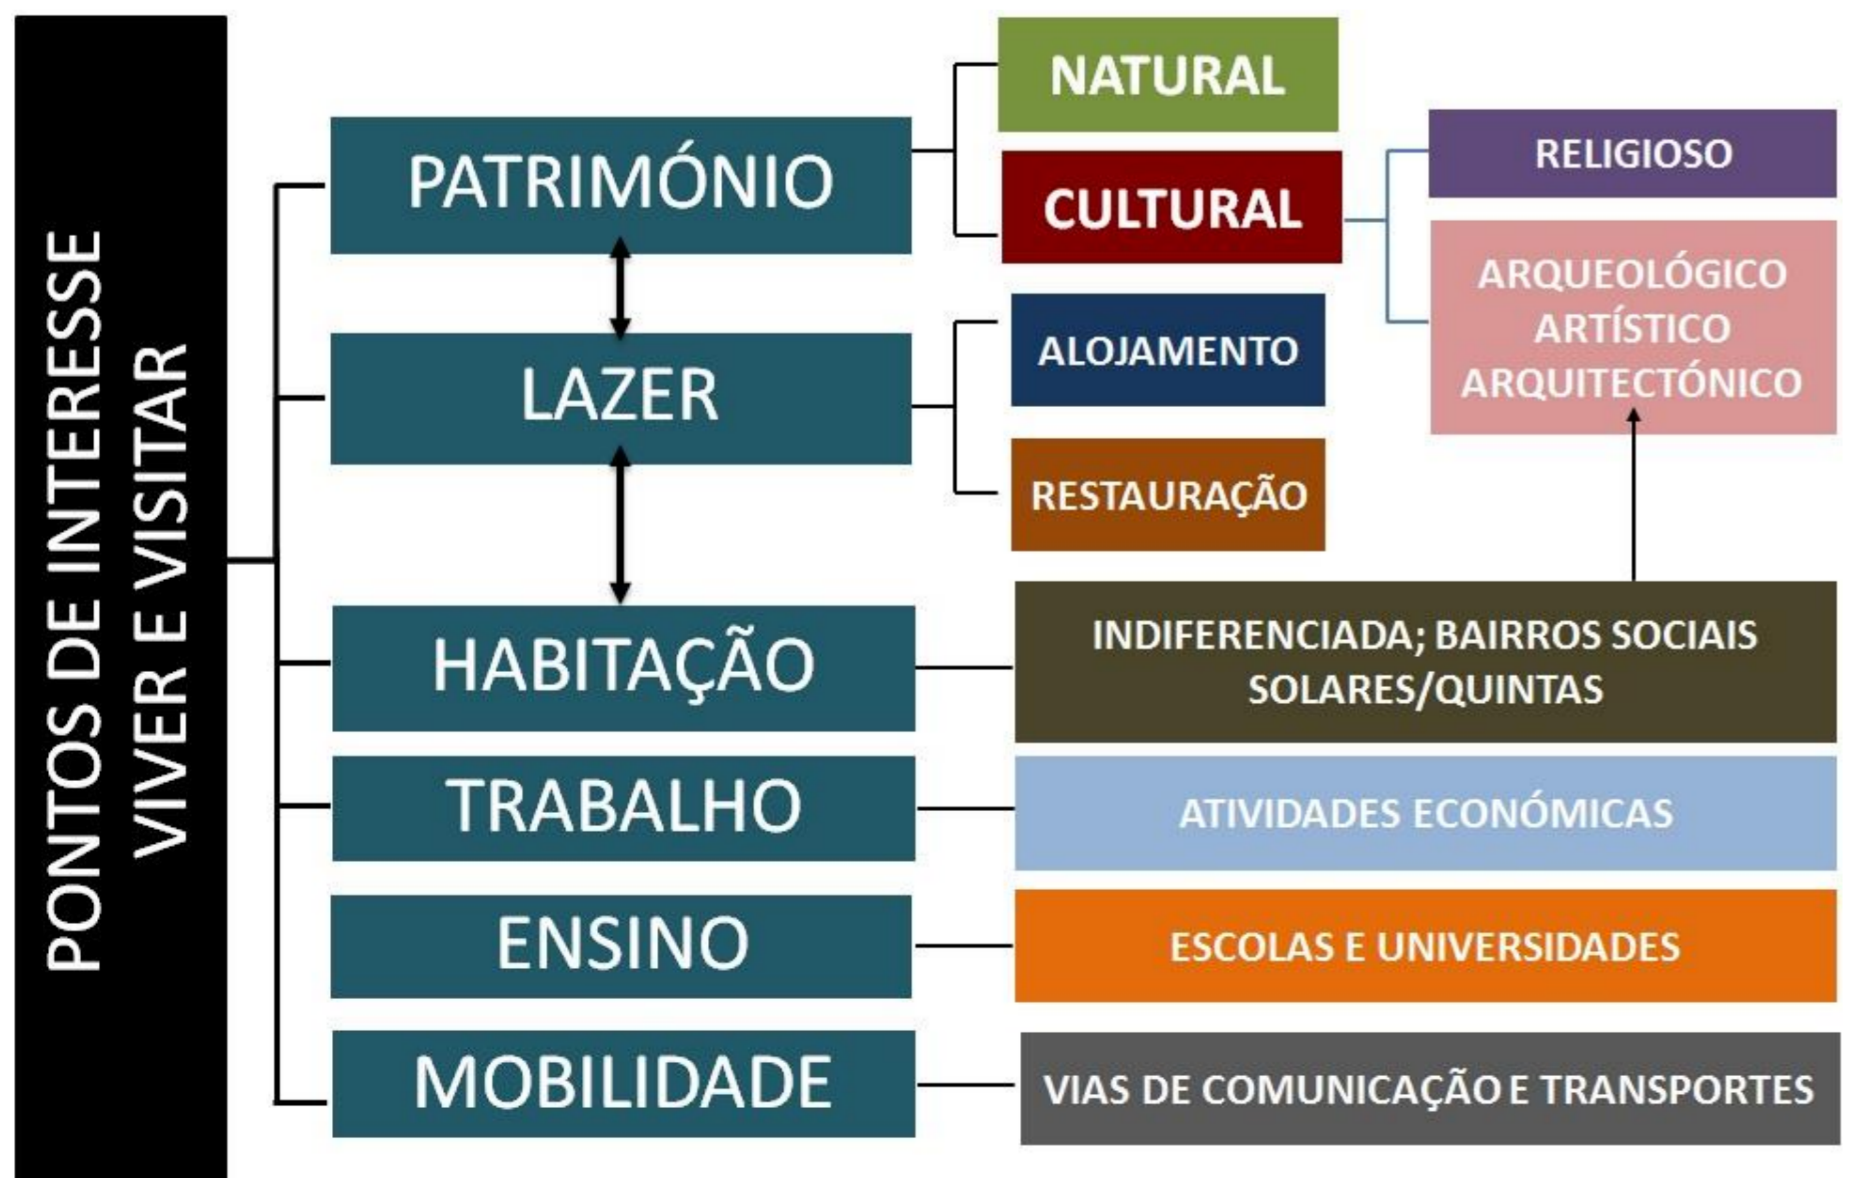 PONTOS DE INTERESSE
VIVER E VISITAR
PATRIMÓNIO
NATURAL
CULTURAL
RELIGIOSO
ARQUEOLÓGICO
ARTÍSTICO
ARQUITECTÓNICO
LAZER
ALOJAMENTO
RESTAURAÇÃO
HABITAÇÃO
INDIFERENCIADA; BAIRROS SOCIAIS
SOLARES/QUINTAS
TRABALHO
ATIVIDADES ECONÓMICAS
ENSINO
ESCOLAS E UNIVERSIDADES
MOBILIDADE
VIAS DE COMUNICAÇÃO E TRANSPORTES